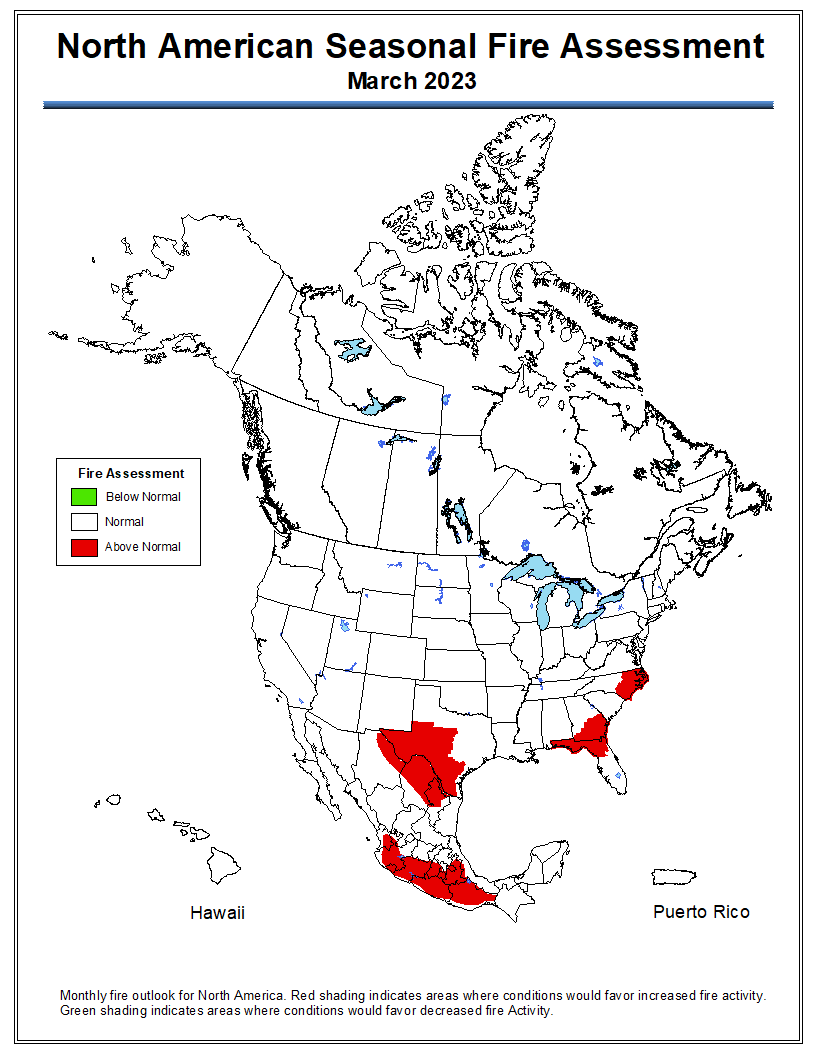 North American Seasonal Fire Assessment
March 2023
Fire Assessment
Below Normal
Normal
Above Normal
Hawaii
Puerto Rico
Monthly fire outlook for North America. Red shading indicates areas where conditions would favor increased fire activity.
Green shading indicates areas where conditions would favor decreased fire Activity.